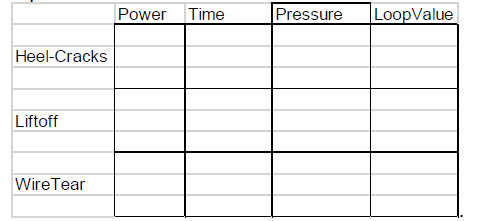 Power Time Pressure LoopValue
Heel-Cracks
Liftoff
WireTear
.